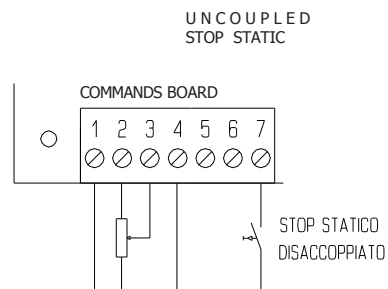 UNCOUPLED
STOP STATIC
COMMANDS BOARD
1 2 3 4 5 6 7
STOP STATICO
DISACCOPPIATO